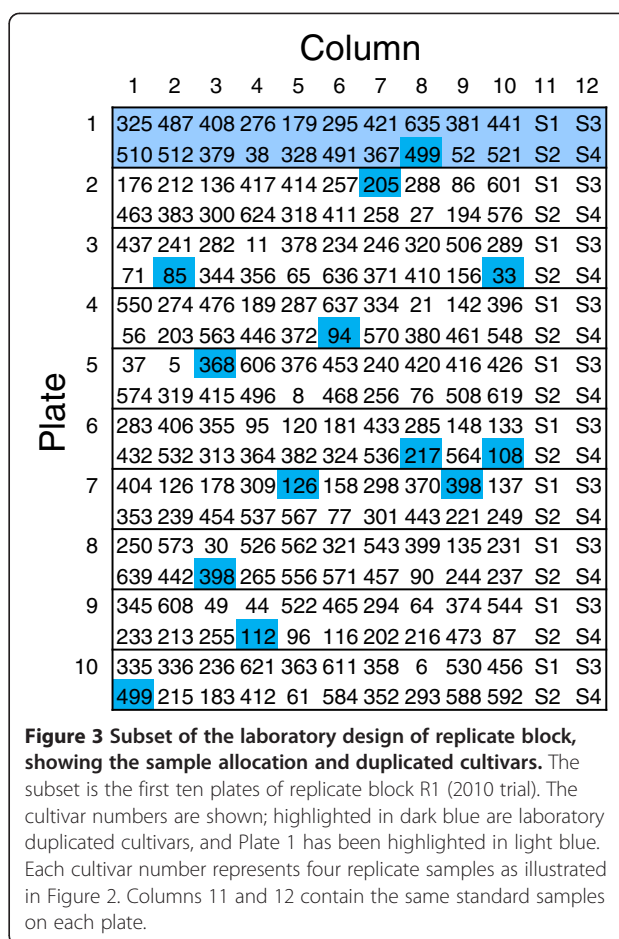 Column
1 2 3 4 5 6 7 8 9 10 11 12
1 325 487 408 276 179 295 421 635 381 441 S1 S3
510 512 379 38 328 491 367 499 52 521 S2 S4
2 176 212 136 417 414 257 205 288 86 601 S1 S3
463 383 300 624 318 411 258 27 194 576 S2 S4
3 437 241 282 11 378 234 246 320 506 289 S1 S3
71 85 344 356 65 636 371 410 156 33 S2 S4
4 550 274 476 189 287 637 334 21 142 396 S1 S3
56 203 563 446 372 94 570 380 461 548 S2 S4
5 37 5 368 606 376 453 240 420 416 426 S1 S3
574 319 415 496 8 468 256 76 508 619 S2 S4
6 283 406 355 95 120 181 433 285 148 133 S1 S3
432 532 313 364 382 324 536 217 564 108 S2 S4
7 404 126 178 309 126 158 298 370 398 137 S1 S3
353 239 454 537 567 77 301 443 221 249 S2 S4
8 250 573 30 526 562 321 543 399 135 231 S1 S3
639 442 398 265 556 571 457 90 244 237 S2 S4
9 345 608 49 44 522 465 294 64 374 544 S1 S3
233 213 255 112 96 116 202 216 473 87 S2 S4
10 335 336 236 621 363 611 358 6 530 456 S1 S3
499 215 183 412 61 584 352 293 588 592 S2 S4
Plate
Figure 3 Subset of the laboratory design of replicate block,
showing the sample allocation and duplicated cultivars. The
subset is the first ten plates of replicate block R1 (2010 trial). The
cultivar numbers are shown; highlighted in dark blue are laboratory
duplicated cultivars, and Plate 1 has been highlighted in light blue.
Each cultivar number represents four replicate samples as illustrated
in Figure 2. Columns 11 and 12 contain the same standard samples
on each plate.